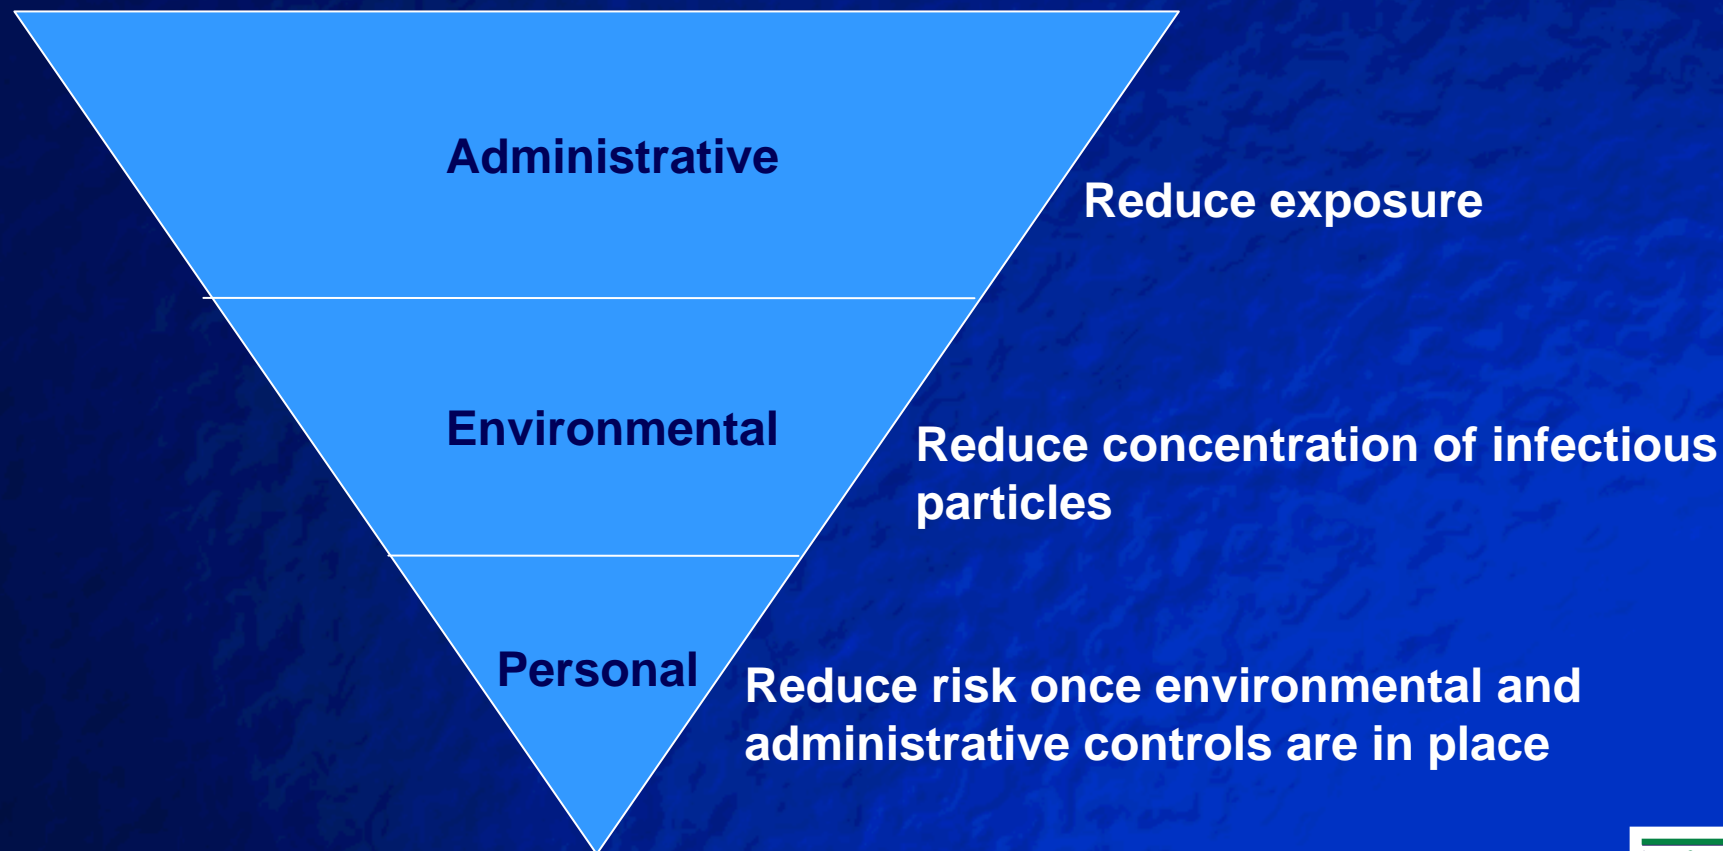 Administrative
Reduce exposure
Environmental
Reduce concentration of infectious
particles
Personal
Reduce risk once environmental and
administrative controls are in place